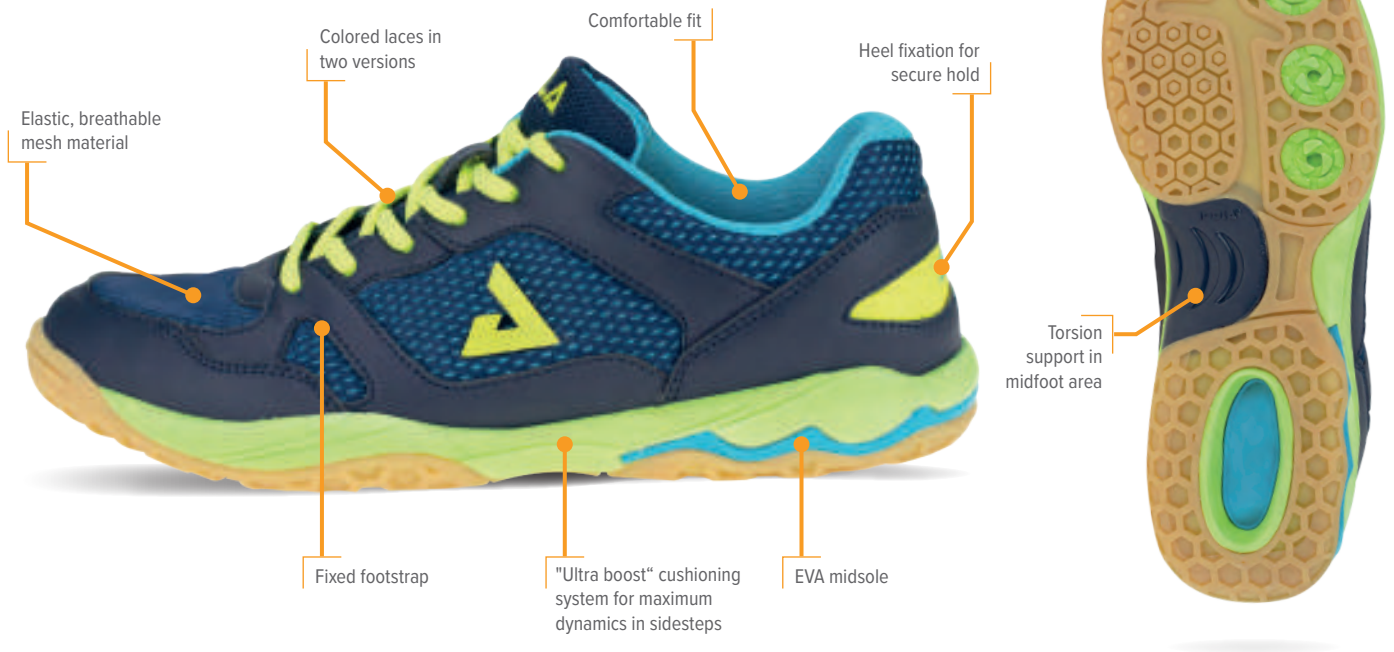 Comfortable fit
Colored laces in
two versions
Heel fixation for
secure hold
Elastic, breathable
mesh material
Torsion
support in
midfoot area
Fixed footstrap
"Ultra boost“ cushioning
system for maximum
dynamics in sidesteps
EVA midsole